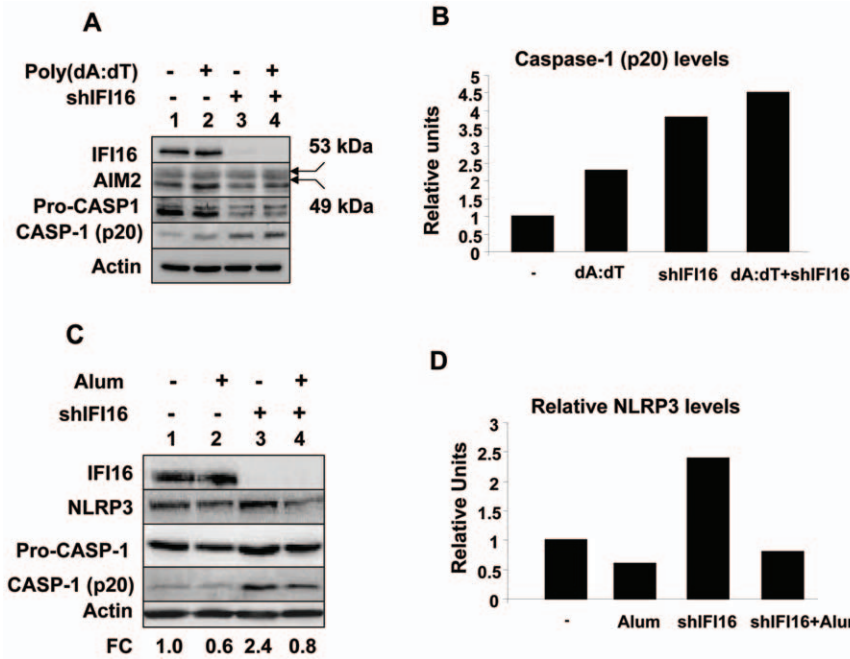 A
Poly(dA:dT) - + - +
shIFI16 - - + +
1 2 3 4
IFI16
53 kDa
AIM2
Pro-CASP1
49 kDa
CASP-1 (p20)
Actin
B
Caspase-1 (p20) levels
Relative units
5
4.5
4
3.5
3
2.5
2
1.5
1
0.5
- dA:dT shIFI16 dA:dT+shIFI16
C
Alum - + - +
shIFI16 - - + +
1 2 3 4
IFI16
NLRP3
Pro-CASP-1
CASP-1 (p20)
Actin
FC 1.0 0.6 2.4 0.8
D
Relative NLRP3 levels
Relative Units
3
2.5
2
1.5
1
0.5
0
- Alum shIFI16 shIFI16+Alum